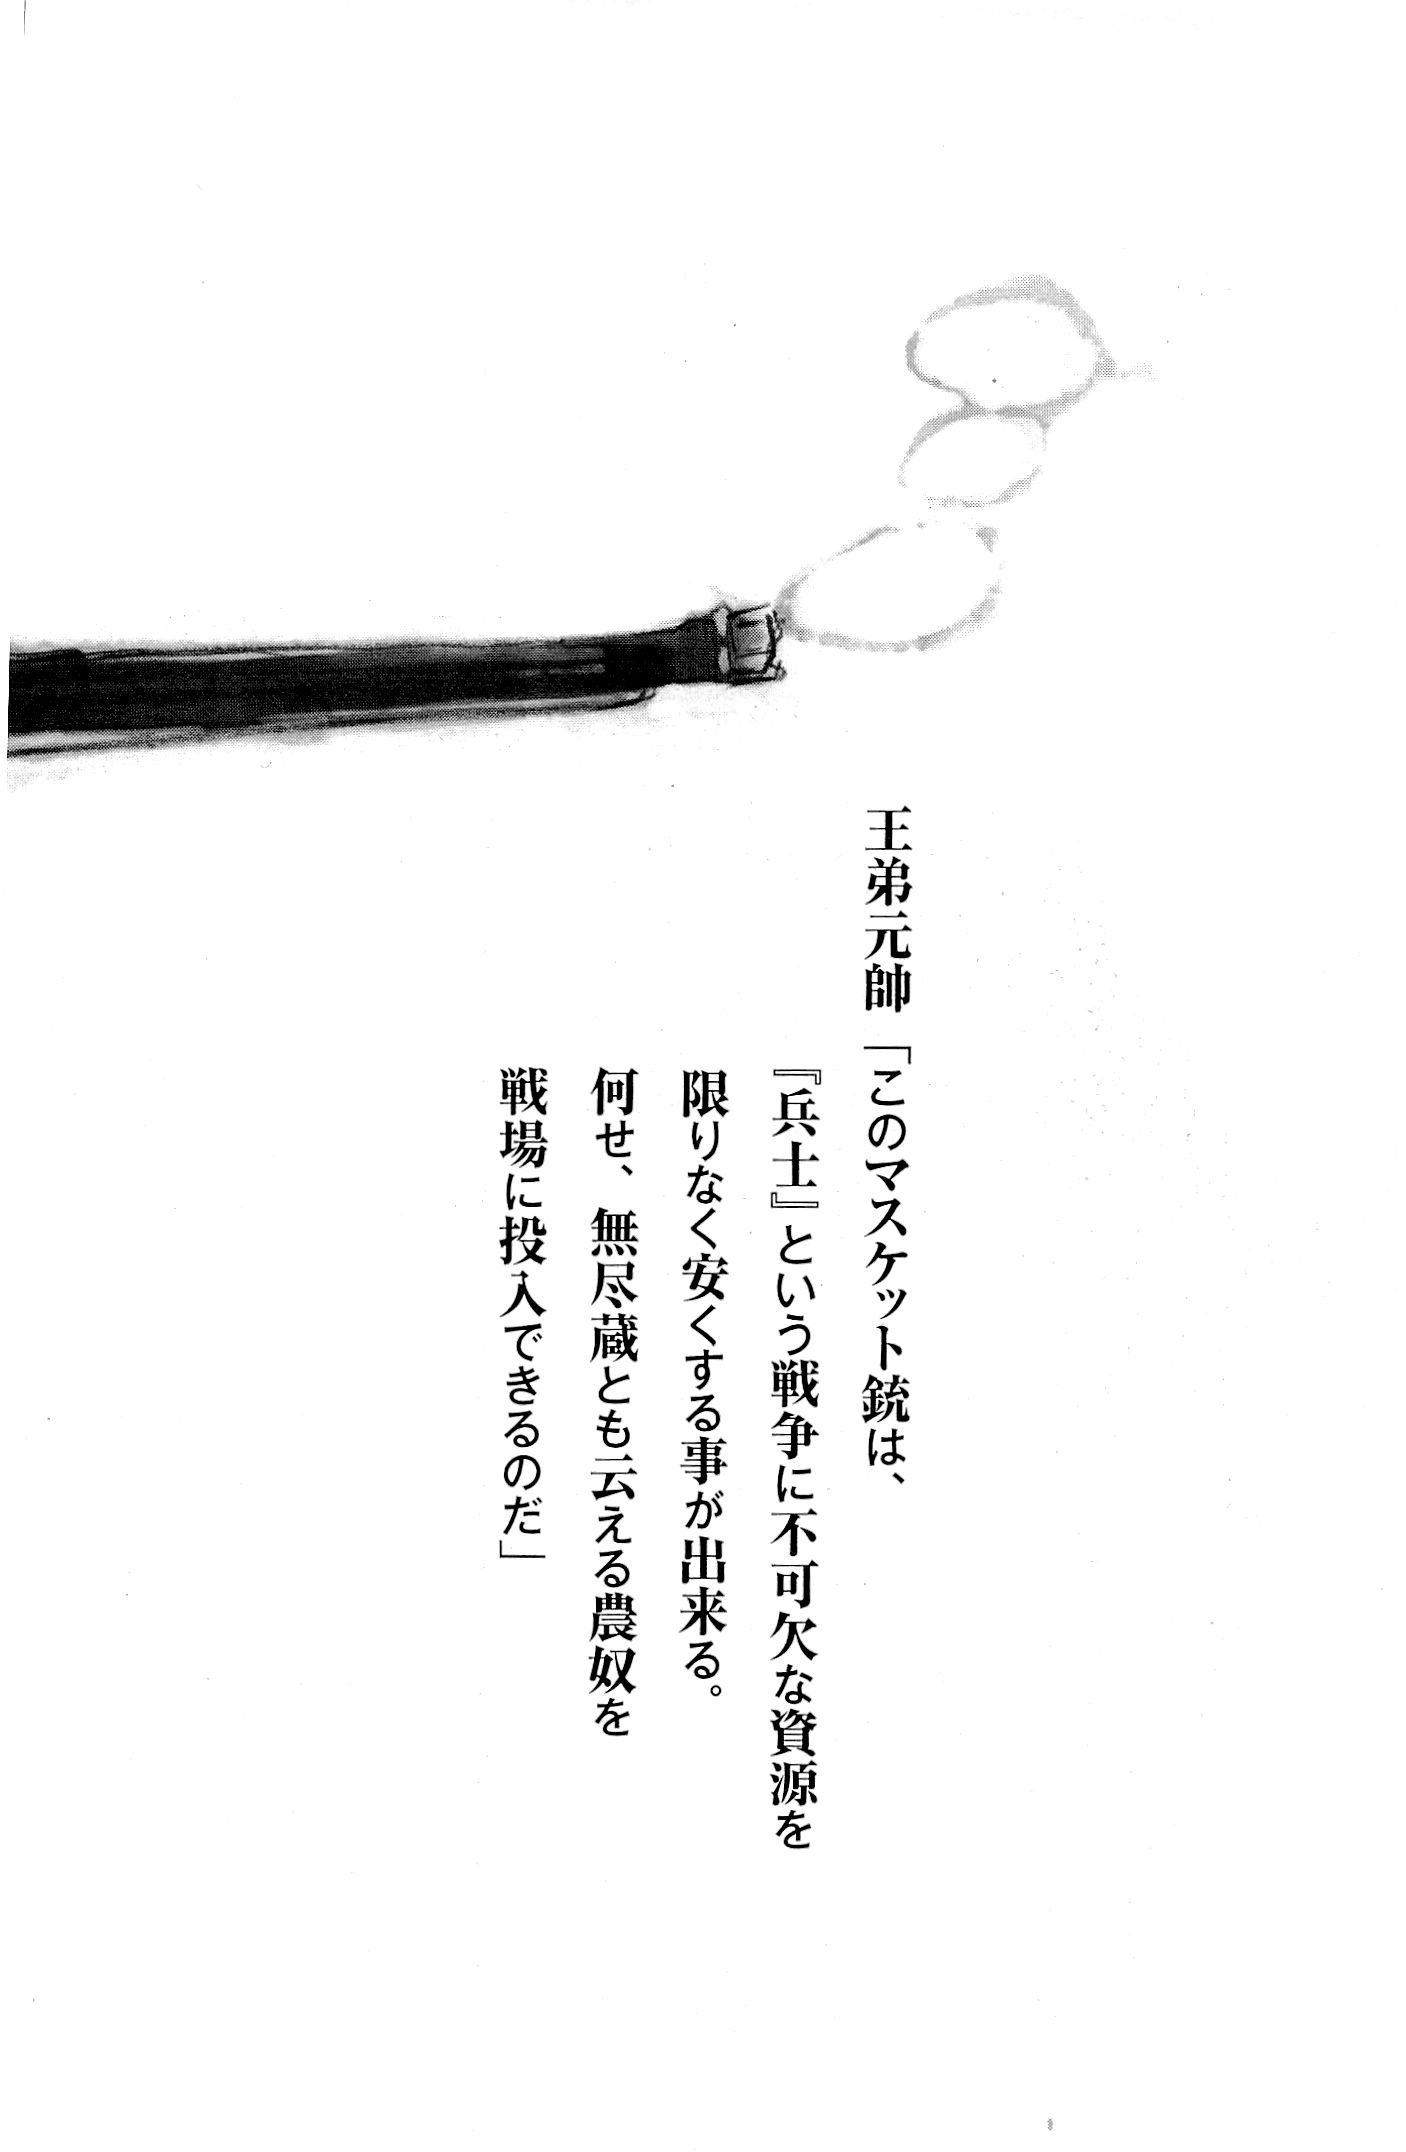 王弟元帥「このマスケット銃は、
『兵士』という戦争に不可欠な資源を
限りなく安くする事が出来る。
何せ、無尽蔵とも云える農奴を
戦場に投入できるのだ」